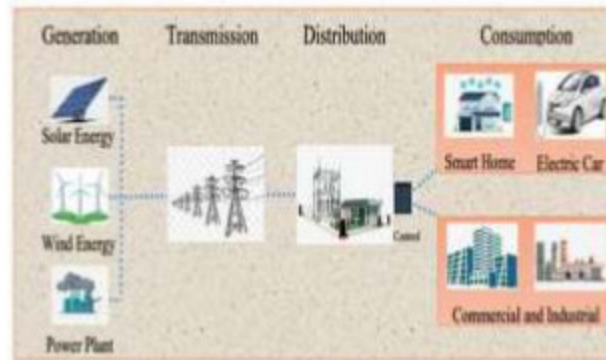 Generation Transmission Distribution Consumption
Solar Energy
Smart Home Electric Car
Wind Energy
Control
Power Plant
Commercial and Industrial